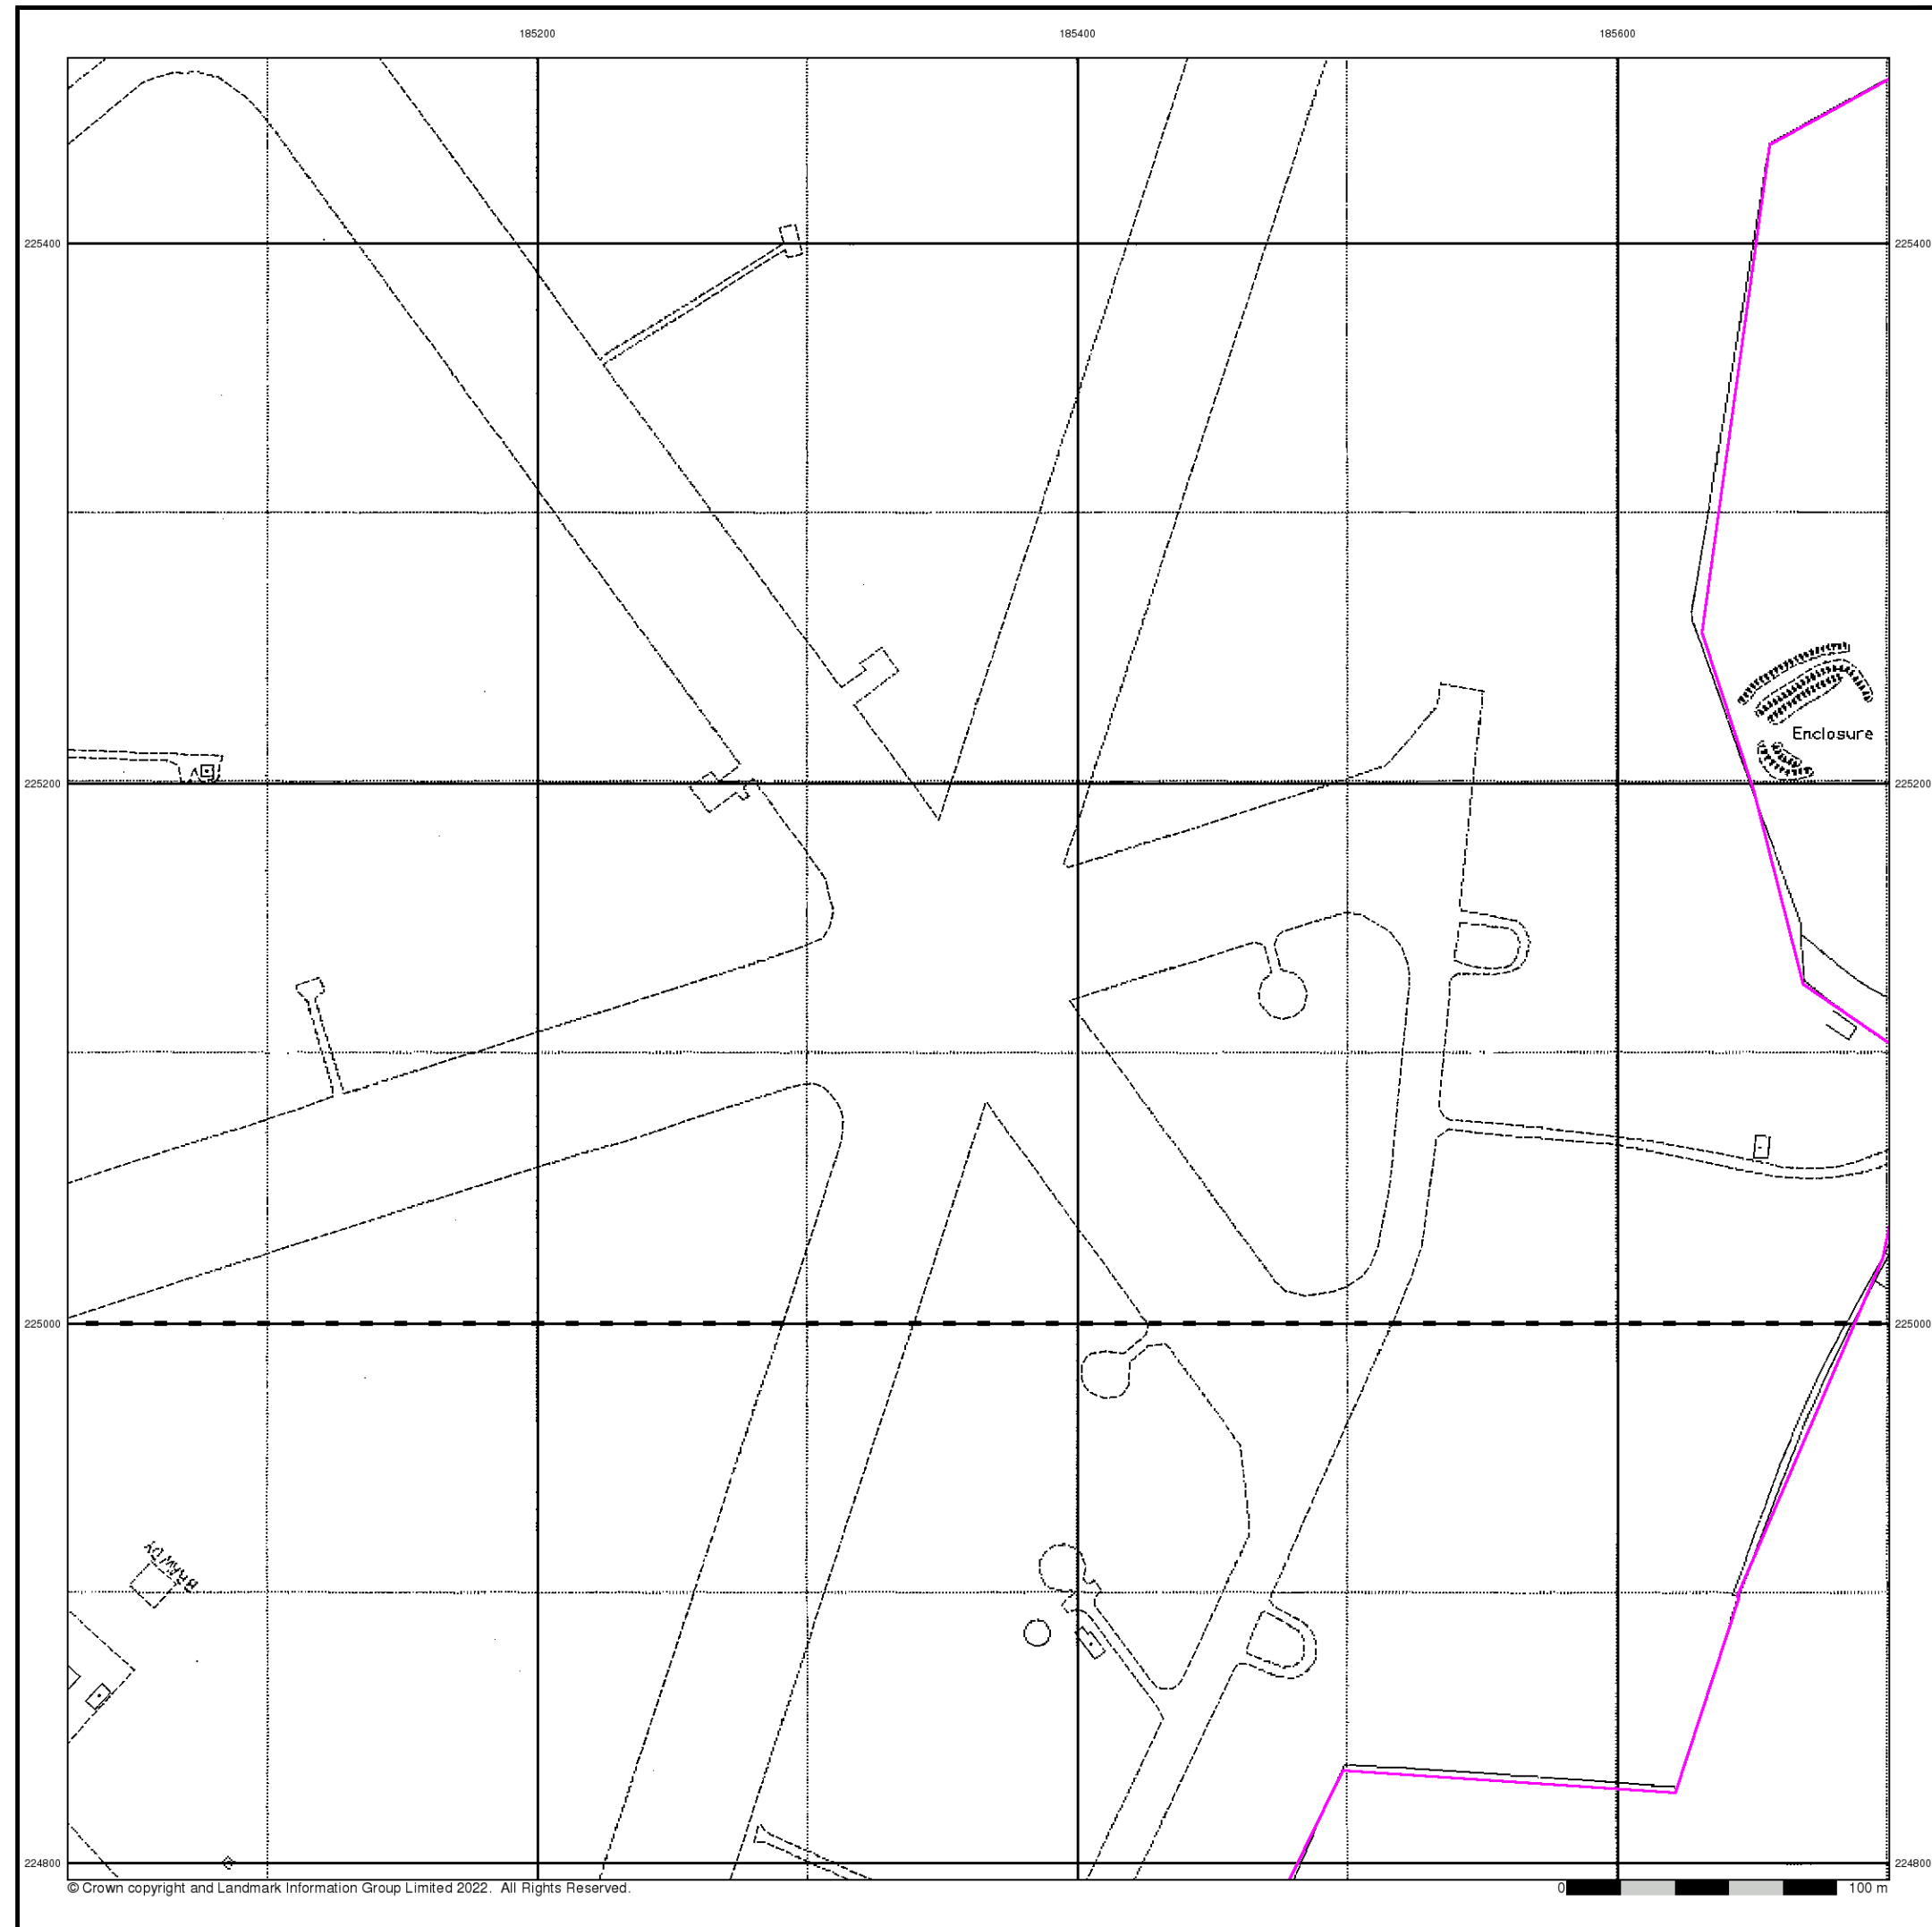 185200 185400 185600
225400 225400
Enclosure
225200 225200
225000 225000
BRAWDY
224800 224800
© Crown copyright and Landmark Information Group Limited 2022. All Rights Reserved. 0 100 m